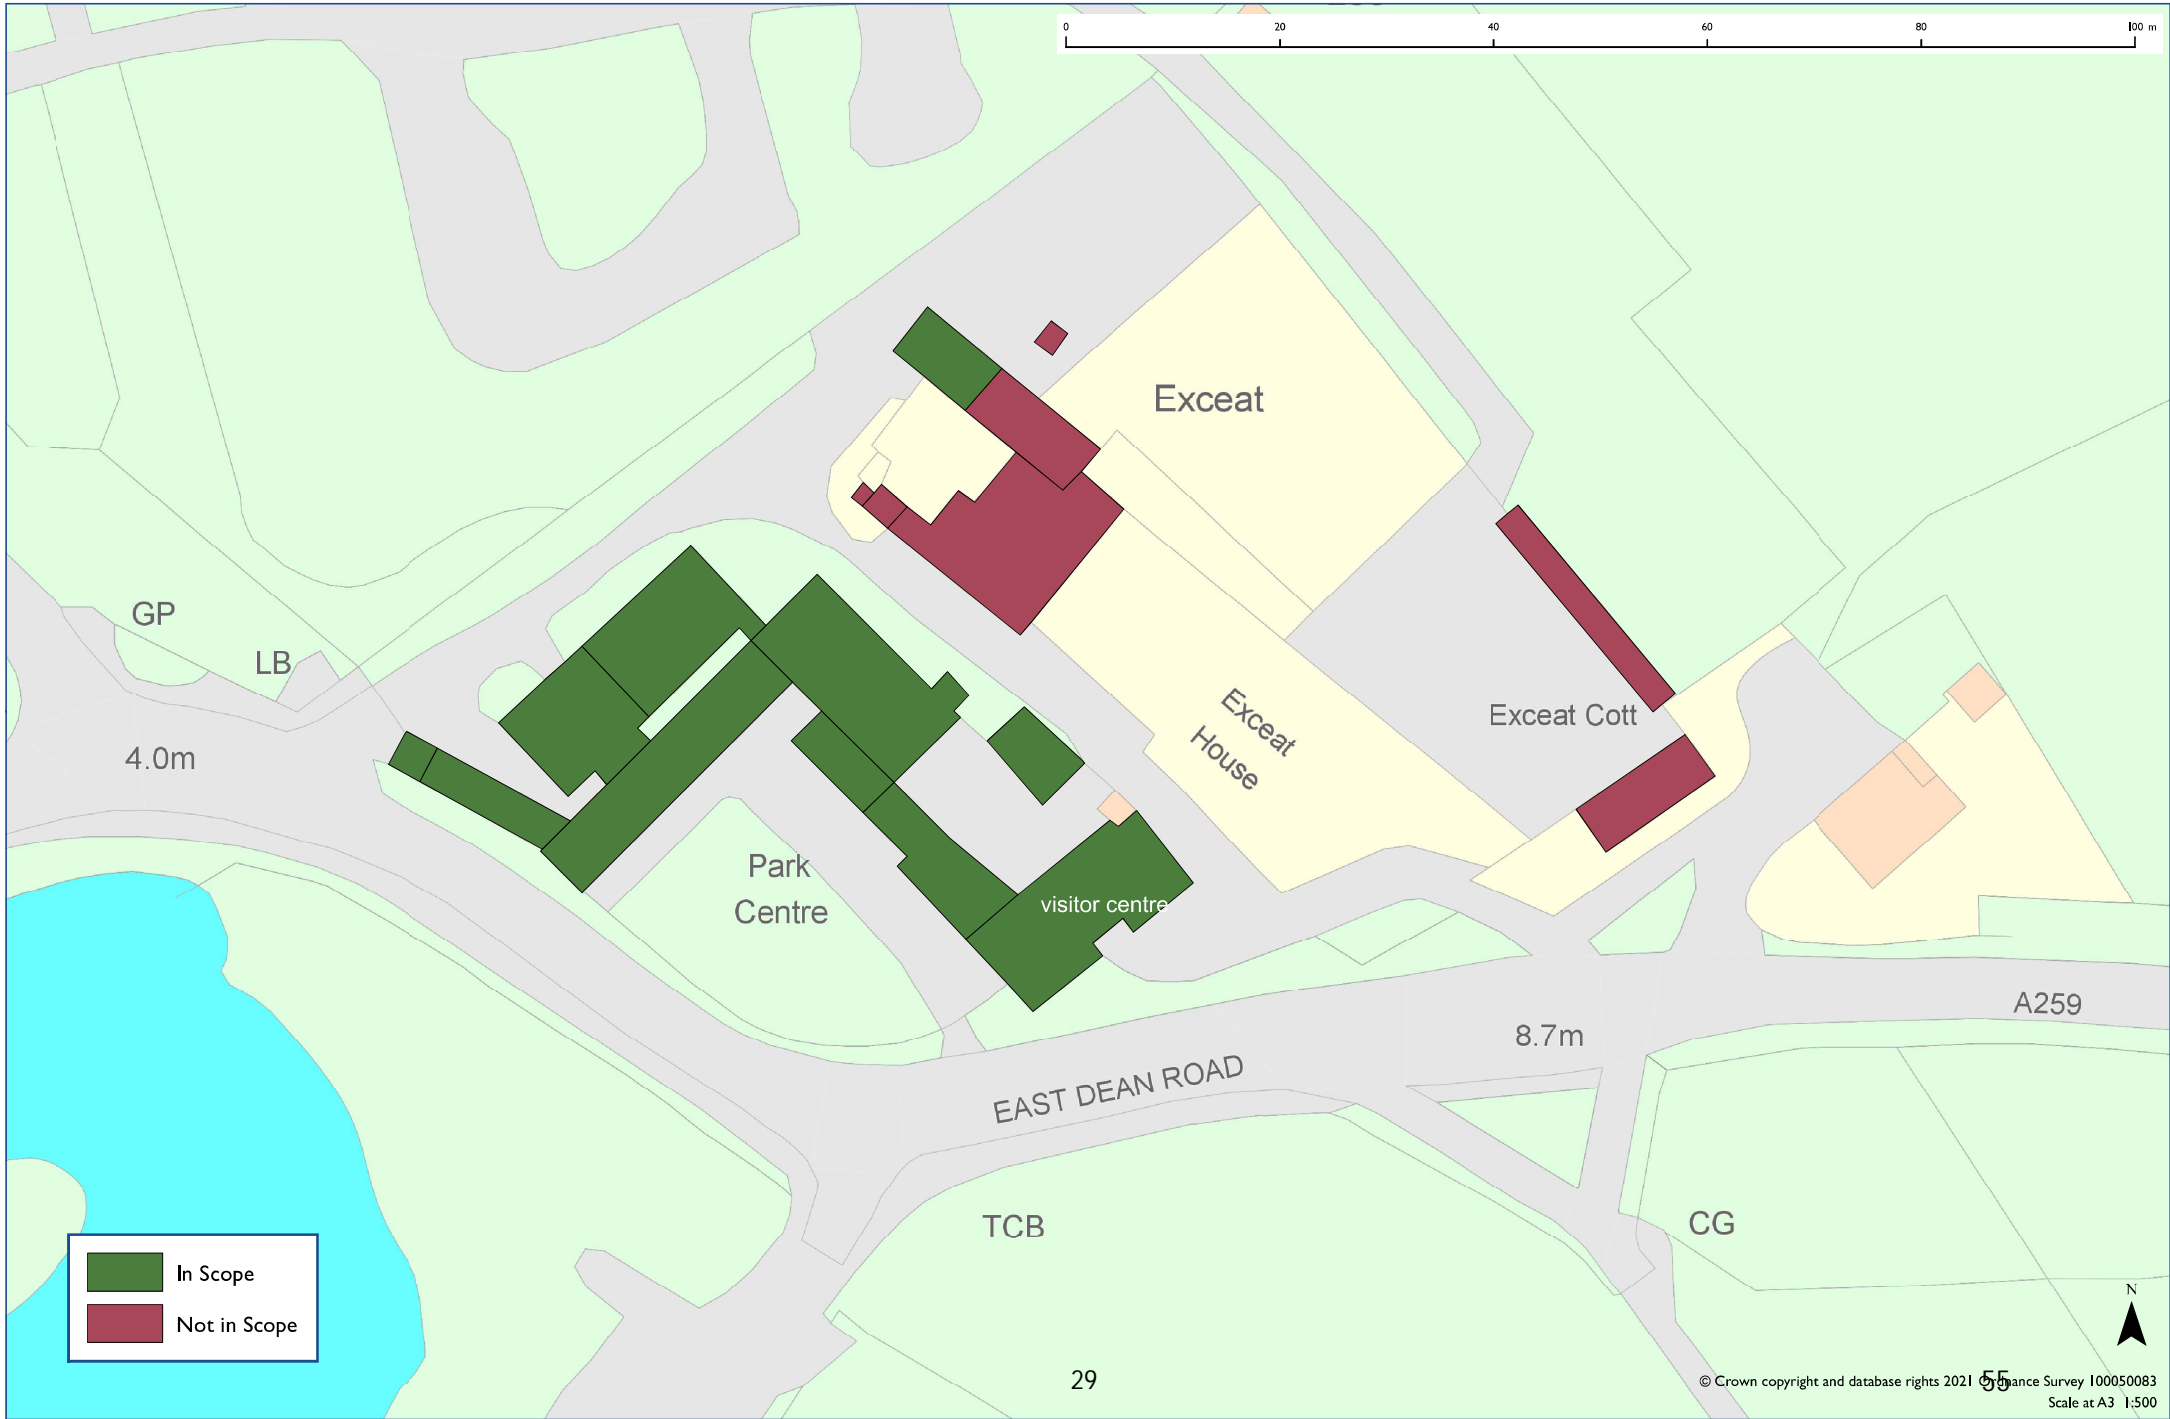 0 20 40 60 80 100 m
Exceat
GP
LB
4.0m
Exceat
House
Exceat Cott
Park
Centre
visitor centre
A259
8.7m
EAST DEAN ROAD
TCB
CG
In Scope
Not in Scope
N
29
55
© Crown copyright and database rights 2021 Ordnance Survey 100050083
Scale at A3 1:500